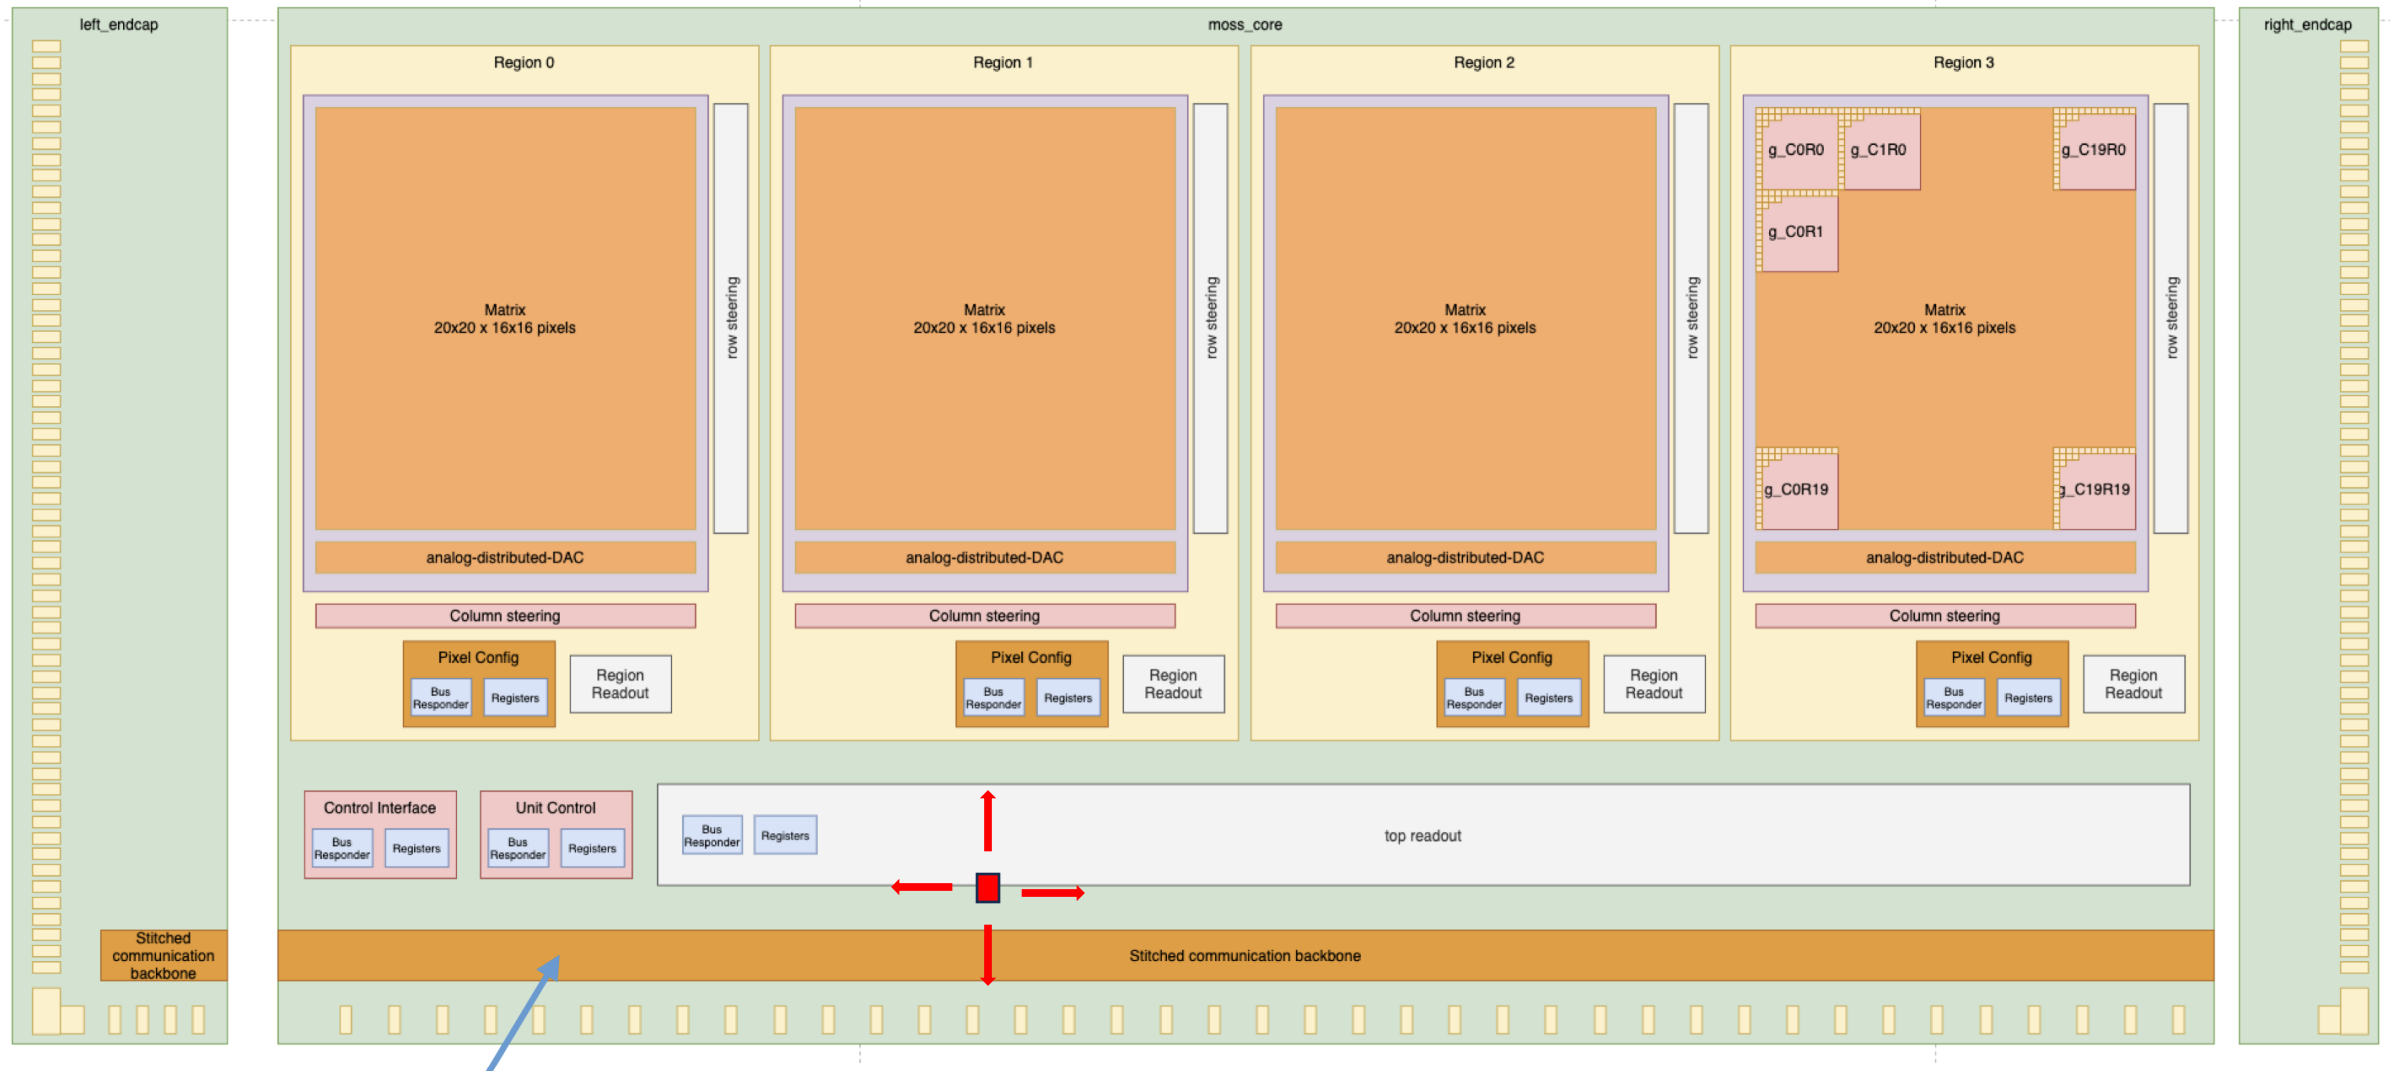 left_endcap
moss_core
right_endcap
Region 0
Region 1
Region 2
Region 3
g_C0R0
g_C1R0
g_C19R0
g_C0R1
Matrix
20x20 x 16x16 pixels
row steering
Matrix
20x20 x 16x16 pixels
row steering
Matrix
20x20 x 16x16 pixels
row steering
Matrix
20x20 x 16x16 pixels
row steering
g_C0R19
g_C19R19
analog-distributed-DAC
analog-distributed-DAC
analog-distributed-DAC
analog-distributed-DAC
Column steering
Column steering
Column steering
Column steering
Pixel Config
Bus
Responder
Registers
Region
Readout
Pixel Config
Bus
Responder
Registers
Region
Readout
Pixel Config
Bus
Responder
Registers
Region
Readout
Pixel Config
Bus
Responder
Registers
Region
Readout
Control Interface
Bus
Responder
Registers
Unit Control
Bus
Responder
Registers
Bus
Responder
Registers
top readout
Stitched
communication
backbone
Stitched communication backbone